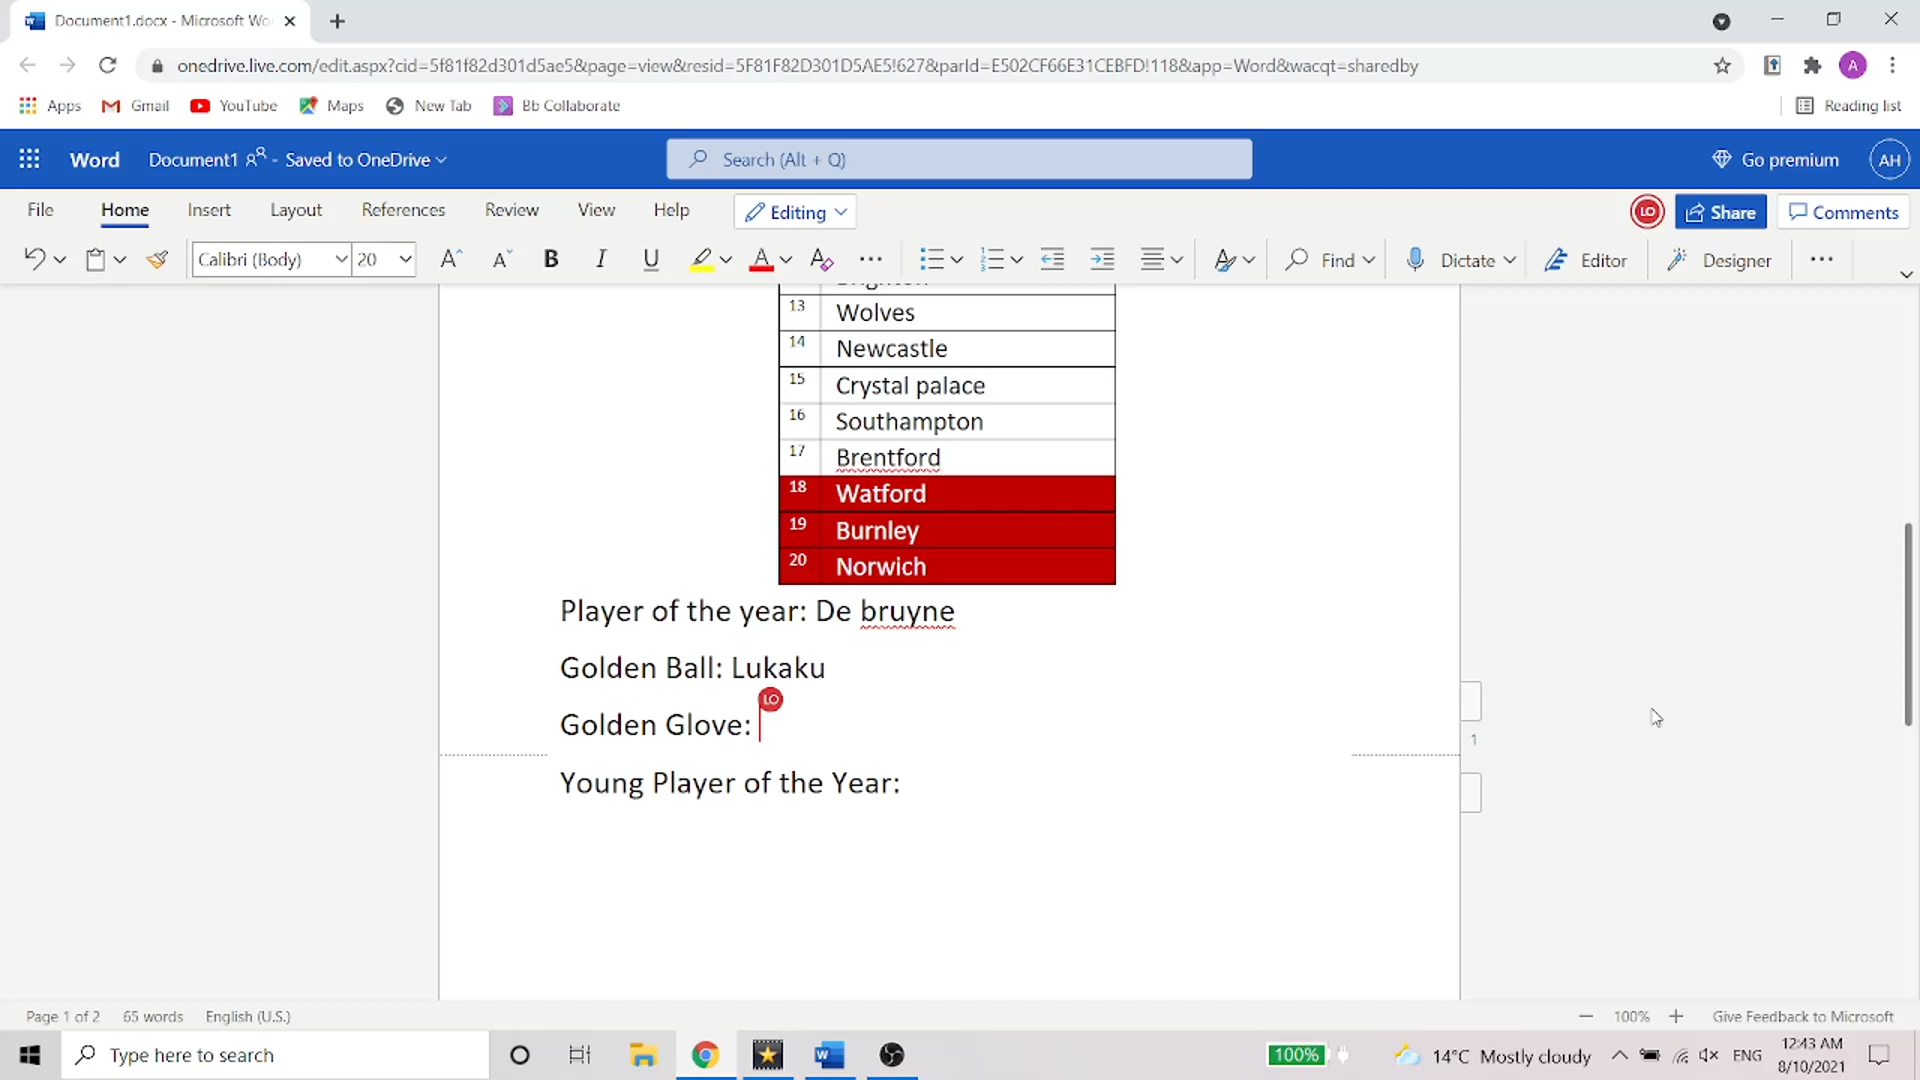 Document1.docx - Microsoft Wo
onedrive.live.com/edit.aspx?cid=5f81f82d301d5ae5&page=view&resid=5F81F82D301D5AE5!627&parId=E502CF66E31CEBFD!118&app=Word&wacqt=sharedby
A
Apps Gmail YouTube Maps New Tab Bb Collaborate Reading list
Word Document1 - Saved to OneDrive Search (Alt + Q) Go premium AH
File Home Insert Layout References Review View Help Editing LO Share Comments
Calibri (Body) 20 A A B I U A A Find Dictate Editor Designer
Brighton
13 Wolves
14 Newcastle
15 Crystal palace
16 Southampton
17 Brentford
18 Watford
19 Burnley
20 Norwich
Player of the year: De bruyne
Golden Ball: Lukaku
LO
Golden Glove:
1
Young Player of the Year:
Page 1 of 2 65 words English (U.S.) 100% Give Feedback to Microsoft
Type here to search 100% 14°C Mostly cloudy ENG 12:43 AM
8/10/2021